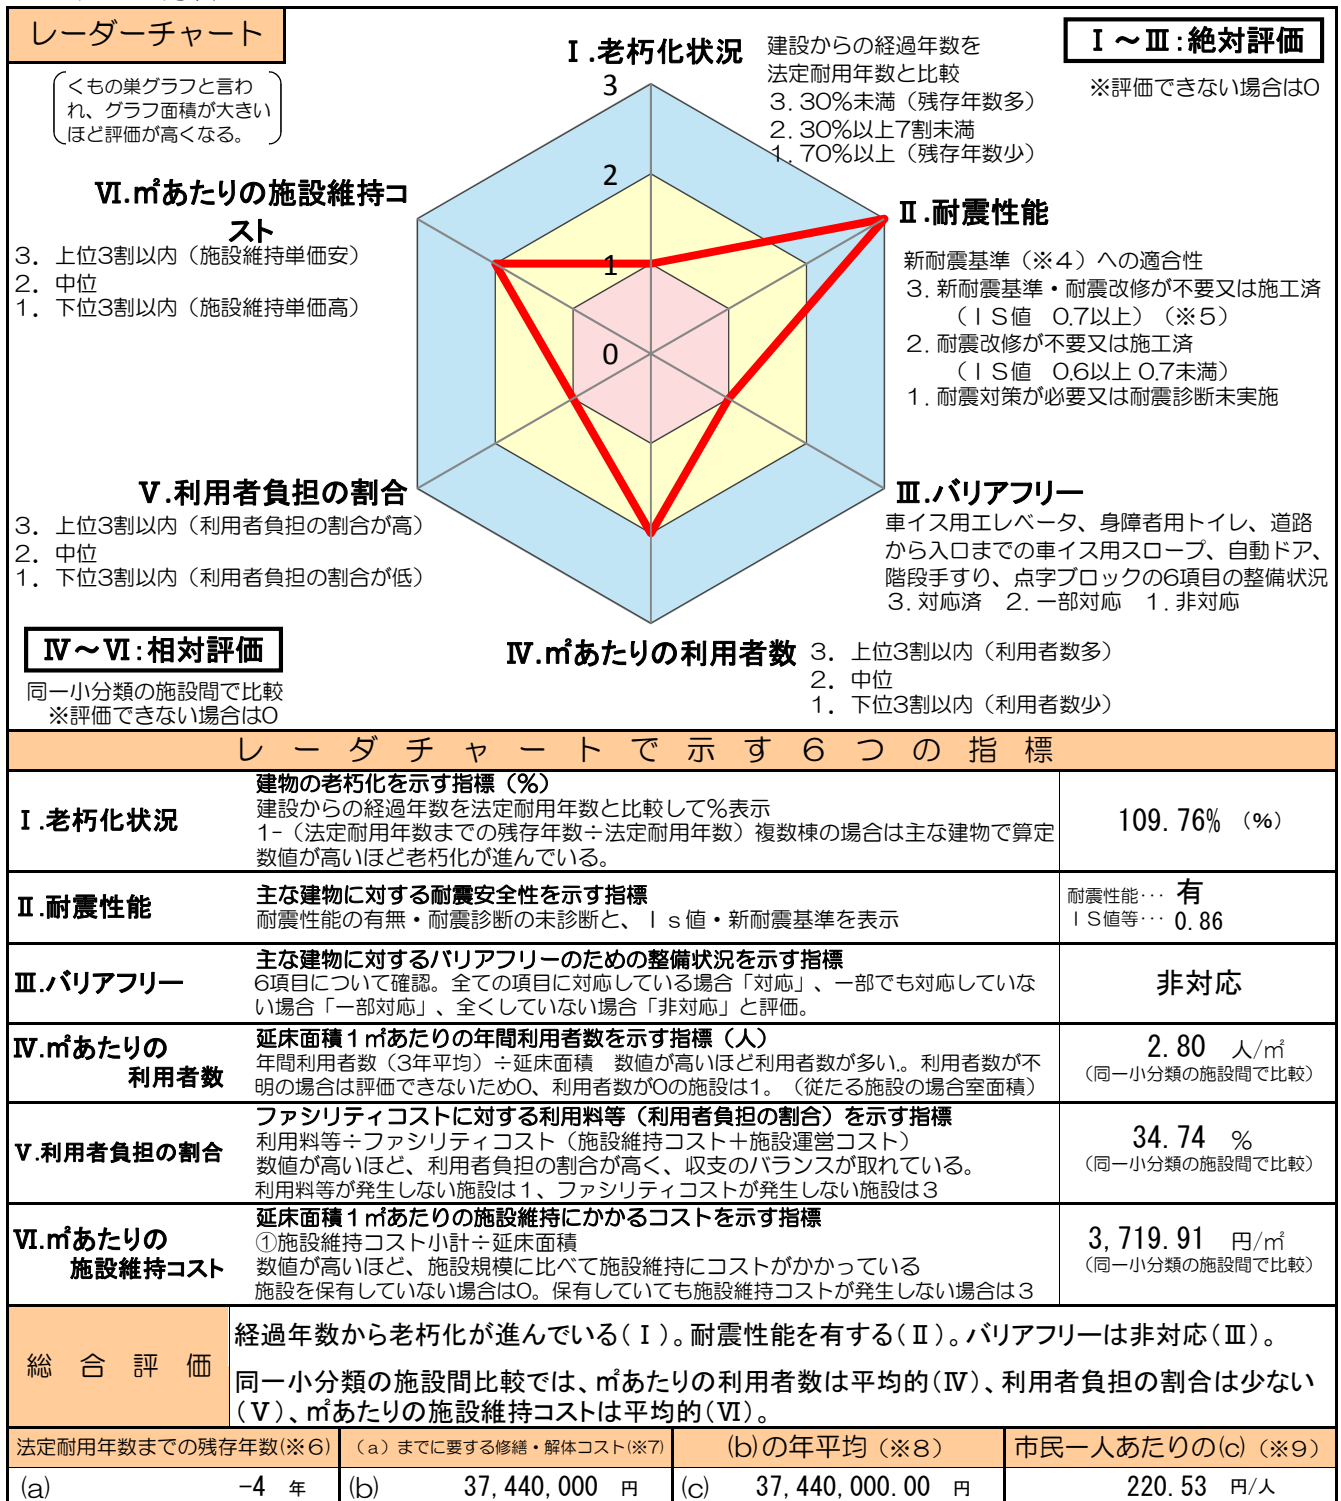 レーダーチャート
くもの巣グラフと言わ
れ、グラフ面積が大きい
ほど評価が高くなる。
Ⅰ.老朽化状況
建設からの経過年数を
法定耐用年数と比較
3. 30%未満（残存年数多）
2. 30%以上7割未満
1. 70%以上（残存年数少）
Ⅰ～Ⅲ:絶対評価
※評価できない場合は0
3
2
1
0
Ⅵ.㎡あたりの施設維持コ
スト
3. 上位3割以内（施設維持単価安）
2. 中位
1. 下位3割以内（施設維持単価高）
Ⅱ.耐震性能
新耐震基準（※4）への適合性
3. 新耐震基準・耐震改修が不要又は施工済
（ＩＳ値 0.7以上）（※5）
2. 耐震改修が不要又は施工済
（ＩＳ値 0.6以上 0.7未満）
1. 耐震対策が必要又は耐震診断未実施
Ⅴ.利用者負担の割合
3. 上位3割以内（利用者負担の割合が高）
2. 中位
1. 下位3割以内（利用者負担の割合が低）
Ⅲ.バリアフリー
車イス用エレベータ、身障者用トイレ、道路
から入口までの車イス用スロープ、自動ドア、
階段手すり、点字ブロックの6項目の整備状況
3. 対応済 2. 一部対応 1. 非対応
Ⅳ～Ⅵ:相対評価
同一小分類の施設間で比較
※評価できない場合は0
Ⅳ.㎡あたりの利用者数
3. 上位3割以内（利用者数多）
2. 中位
1. 下位3割以内（利用者数少）
レーダチャートで示す6つの指標
Ⅰ.老朽化状況
建物の老朽化を示す指標（%）
建設からの経過年数を法定耐用年数と比較して%表示
1-（法定耐用年数までの残存年数÷法定耐用年数）複数棟の場合は主な建物で算定
数値が高いほど老朽化が進んでいる。
109.76% （%）
Ⅱ.耐震性能
主な建物に対する耐震安全性を示す指標
耐震性能の有無・耐震診断の未診断と、Ｉｓ値・新耐震基準を表示
耐震性能･･･ 有
ＩＳ値等･･･ 0.86
Ⅲ.バリアフリー
主な建物に対するバリアフリーのための整備状況を示す指標
6項目について確認。全ての項目に対応している場合「対応」、一部でも対応していな
い場合「一部対応」、全くしていない場合「非対応」と評価。
非対応
Ⅳ.㎡あたりの
利用者数
延床面積１㎡あたりの年間利用者数を示す指標（人）
年間利用者数（3年平均）÷延床面積 数値が高いほど利用者数が多い。利用者数が不
明の場合は評価できないため0、利用者数が0の施設は1。（従たる施設の場合室面積）
2.80 人/㎡
（同一小分類の施設間で比較）
Ⅴ.利用者負担の割合
ファシリティコストに対する利用料等（利用者負担の割合）を示す指標
利用料等÷ファシリティコスト（施設維持コスト＋施設運営コスト）
数値が高いほど、利用者負担の割合が高く、収支のバランスが取れている。
利用料等が発生しない施設は１、ファシリティコストが発生しない施設は３
34.74 %
（同一小分類の施設間で比較）
Ⅵ.㎡あたりの
施設維持コスト
延床面積１㎡あたりの施設維持にかかるコストを示す指標
①施設維持コスト小計÷延床面積
数値が高いほど、施設規模に比べて施設維持にコストがかかっている
施設を保有していない場合は0。保有していても施設維持コストが発生しない場合は３
3,719.91 円/㎡
（同一小分類の施設間で比較）
総合評価
経過年数から老朽化が進んでいる(Ⅰ)。耐震性能を有する(Ⅱ)。バリアフリーは非対応(Ⅲ)。
同一小分類の施設間比較では、㎡あたりの利用者数は平均的(Ⅳ)、利用者負担の割合は少ない
(Ⅴ)、㎡あたりの施設維持コストは平均的(Ⅵ)。
法定耐用年数までの残存年数(※6)
（a）までに要する修繕・解体コスト(※7)
(b)の年平均（※8）
市民一人あたりの(c)（※9）
(a) -4 年
(b) 37,440,000 円
(c) 37,440,000.00 円
220.53 円/人